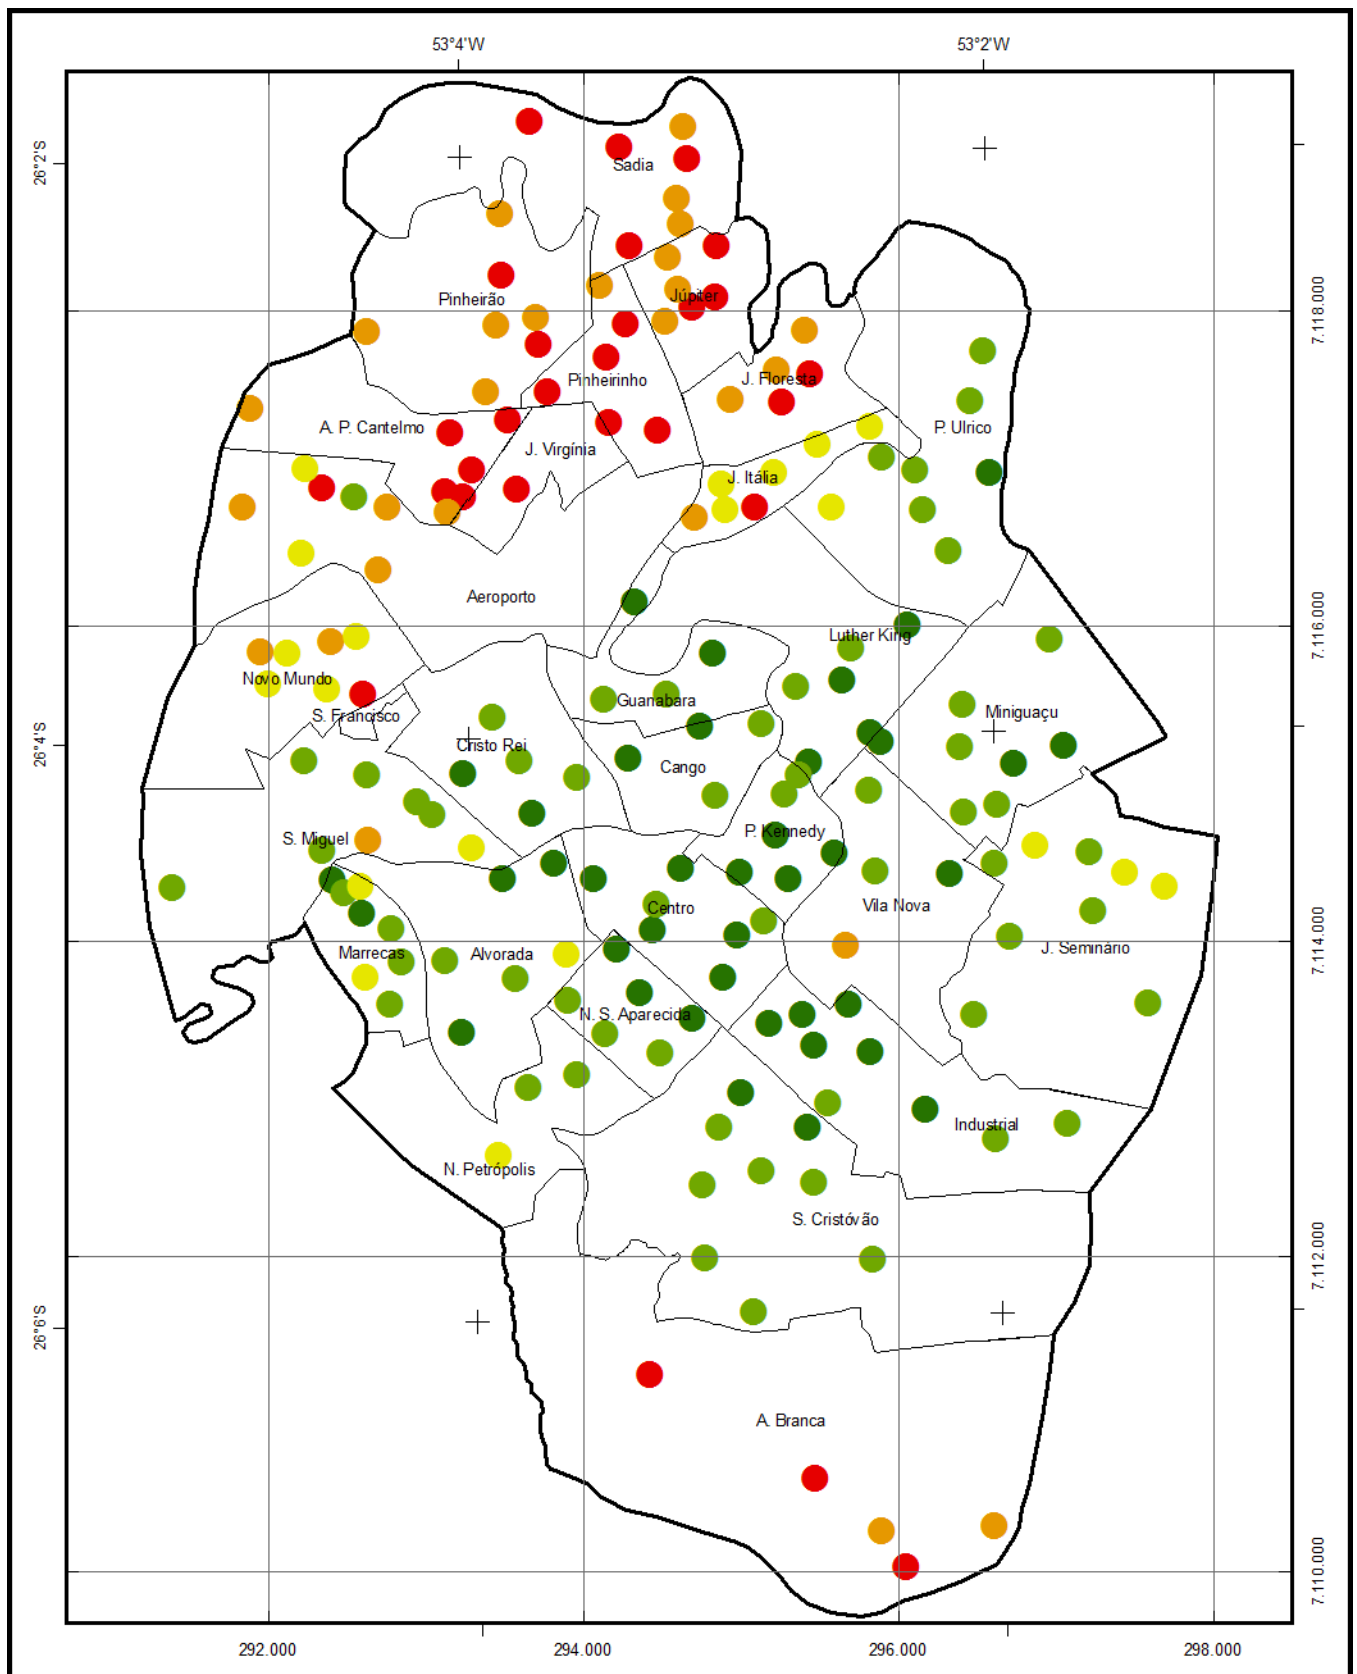 53°4'W
53°2'W
26°2'S
Sadia
Pinheirão
Júpiter
7.118.000
Pinheirinho
J. Floresta
A. P. Cantelmo
P. Ulrico
J. Virgínia
J. Itália
Aeroporto
7.116.000
Luther King
Novo Mundo
Guanabara
S. Francisco
Miniguaçu
26°4'S
Cristo Rei
Cango
P. Kennedy
S. Miguel
Vila Nova
Centro
7.114.000
Marrecas
Alvorada
J. Seminário
N. S. Aparecida
Industrial
N. Petrópolis
S. Cristóvão
7.112.000
26°6'S
A. Branca
7.110.000
292.000
294.000
296.000
298.000